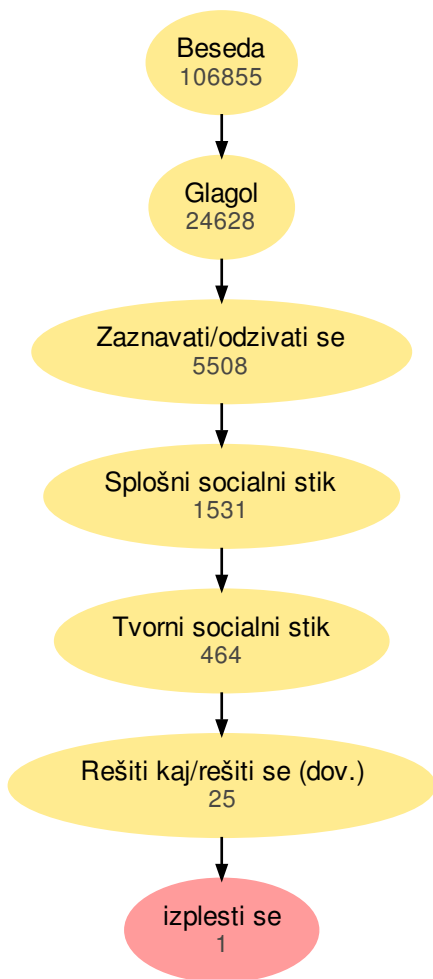 Beseda
106855
Glagol
24628
Zaznavati/odzivati se
5508
Splošni socialni stik
1531
Tvorni socialni stik
464
Rešiti kaj/rešiti se (dov.)
25
izplesti se
1